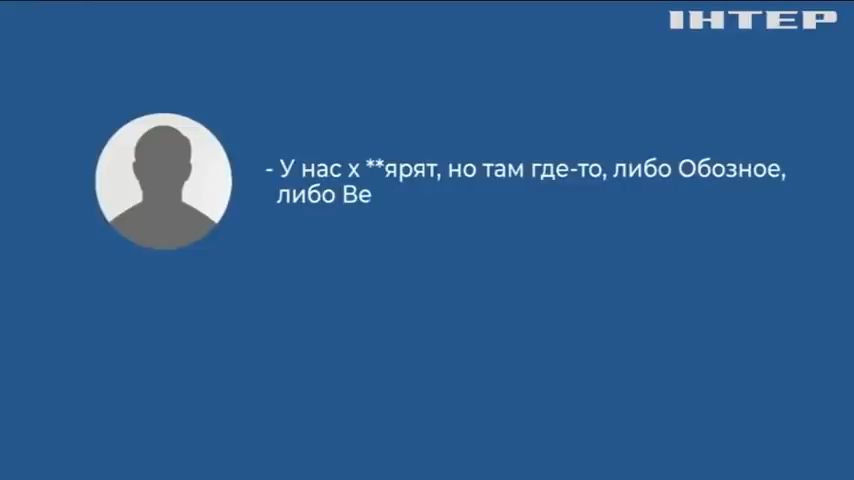 ІНТЕР
- У нас х **ярят, но там где-то, либо Обозное,
либо Ве